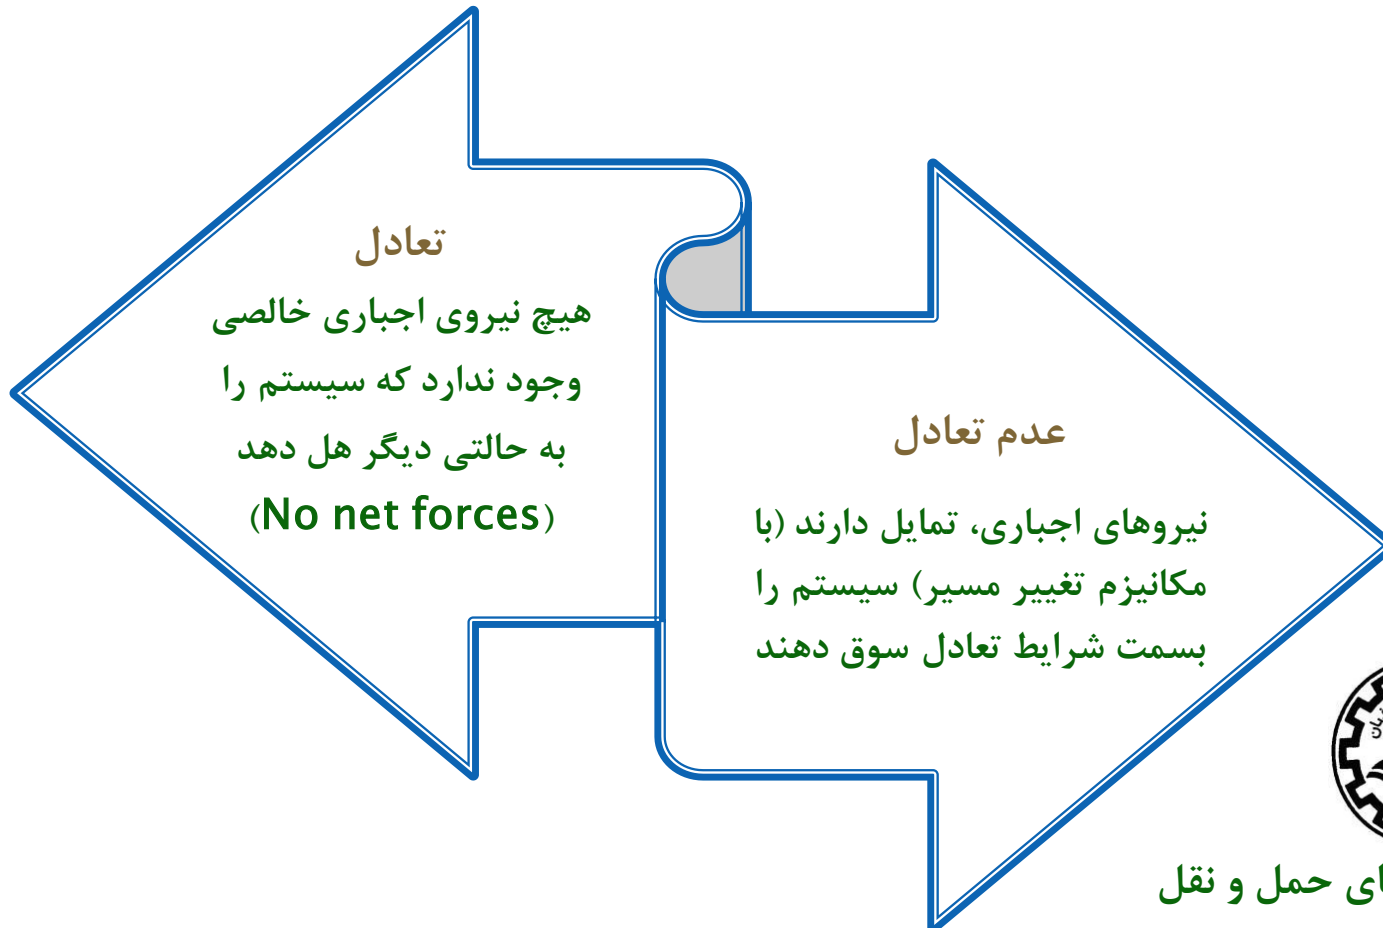 تعادل
هیچ نیروی اجباری خالصی
وجود ندارد که سیستم را
به حالتی دیگر هل دهد
(No net forces)
عدم تعادل
نیروهای اجباری، تمایل دارند (با
مکانیزم تغییر مسیر) سیستم را
بسمت شرایط تعادل سوق دهند
حمل و نقل